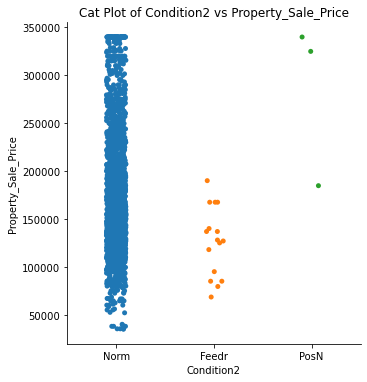 Cat Plot of Condition2 vs Property_Sale_Price
350000
300000
250000
200000
150000
100000
50000
Property_Sale_Price
Norm Feedr PosN
Condition2